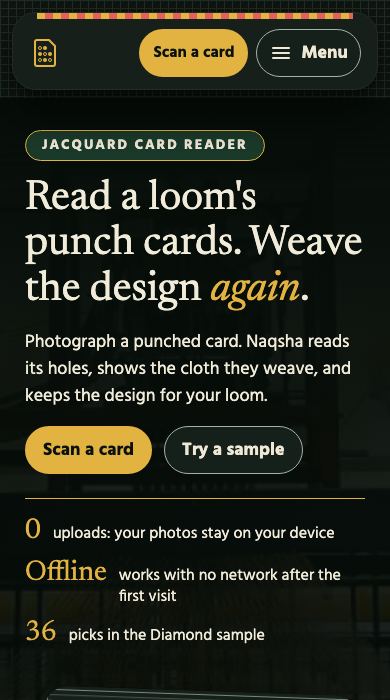 Scan a card
Menu
JACQUARD CARD READER
Read a loom's
punch cards. Weave
the design again.
Photograph a punched card. Naqsha reads
its holes, shows the cloth they weave, and
keeps the design for your loom.
Scan a card
Try a sample
0 uploads: your photos stay on your device
Offline works with no network after the
first visit
36 picks in the Diamond sample